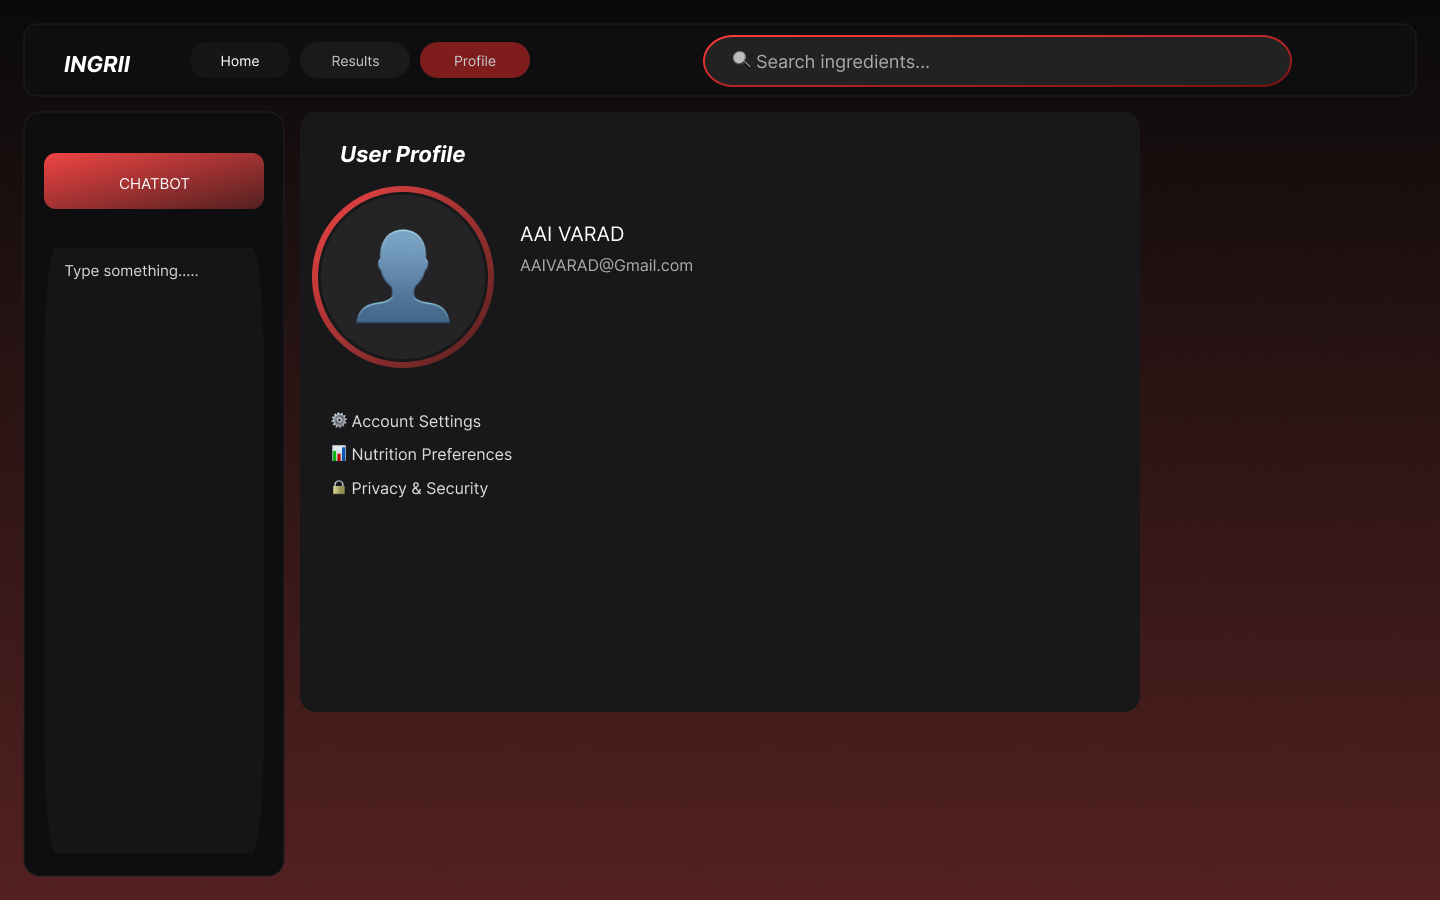 INGRII
Home
Results
Profile
Search ingredients...
CHATBOT
Type something.....
User Profile
AAI VARAD
AAIVARAD@Gmail.com
Account Settings
Nutrition Preferences
Privacy & Security